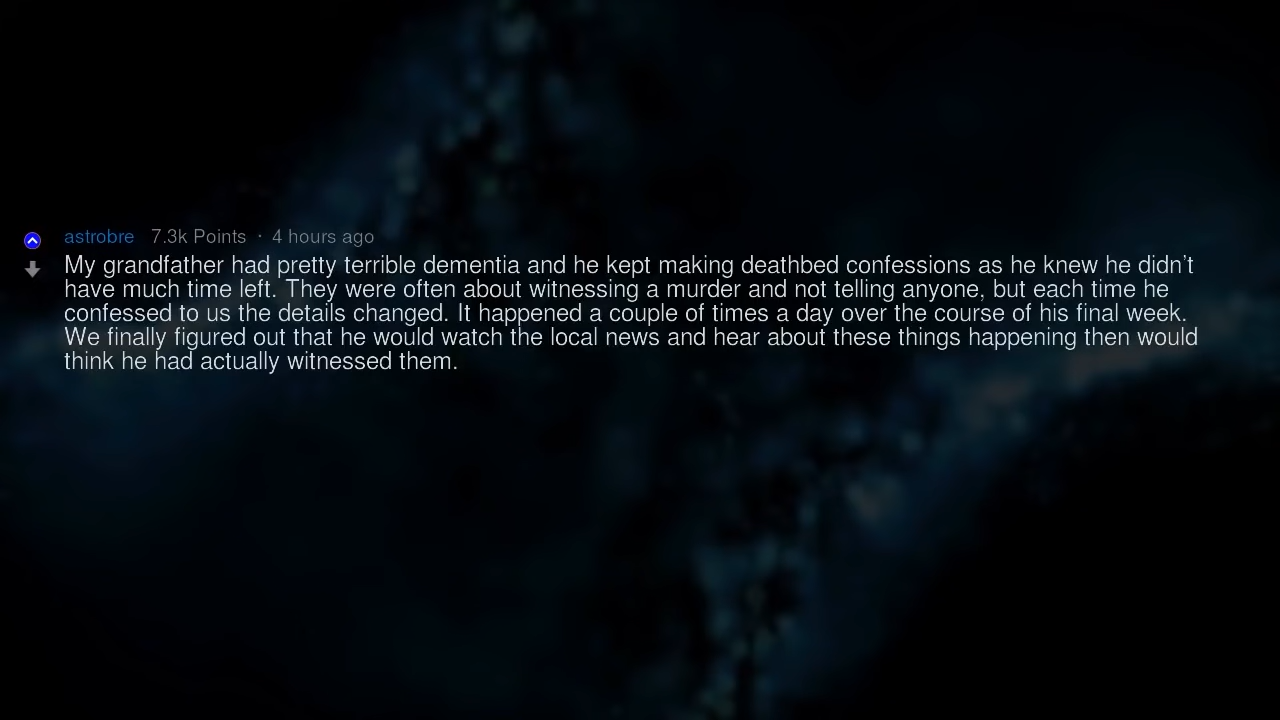 astrobre 7.3k Points · 4 hours ago
My grandfather had pretty terrible dementia and he kept making deathbed confessions as he knew he didn’t
have much time left. They were often about witnessing a murder and not telling anyone, but each time he
confessed to us the details changed. It happened a couple of times a day over the course of his final week.
We finally figured out that he would watch the local news and hear about these things happening then would
think he had actually witnessed them.